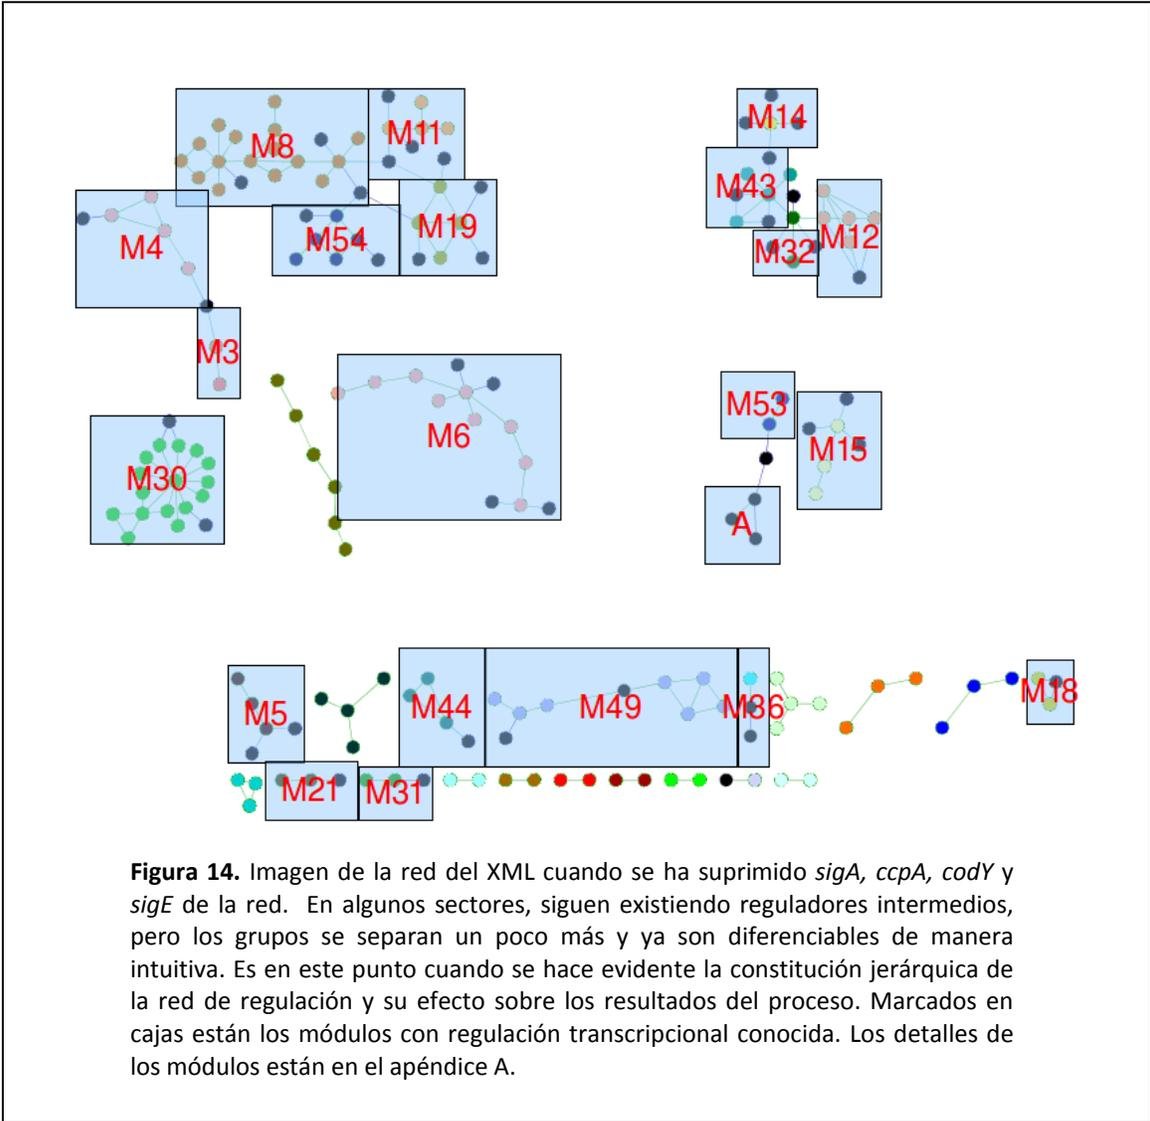 M14
M11
M8
M43
M19
M54
M4
M12
M32
M3
M53
M6
M15
M30
A
M18
M5
M44
M49
M36
M21
M31
Figura 14. Imagen de la red del XML cuando se ha suprimido sigA, ccpA, codY y
sigE de la red. En algunos sectores, siguen existiendo reguladores intermedios,
pero los grupos se separan un poco más y ya son diferenciables de manera
intuitiva. Es en este punto cuando se hace evidente la constitución jerárquica de
la red de regulación y su efecto sobre los resultados del proceso. Marcados en
cajas están los módulos con regulación transcripcional conocida. Los detalles de
los módulos están en el apéndice A.